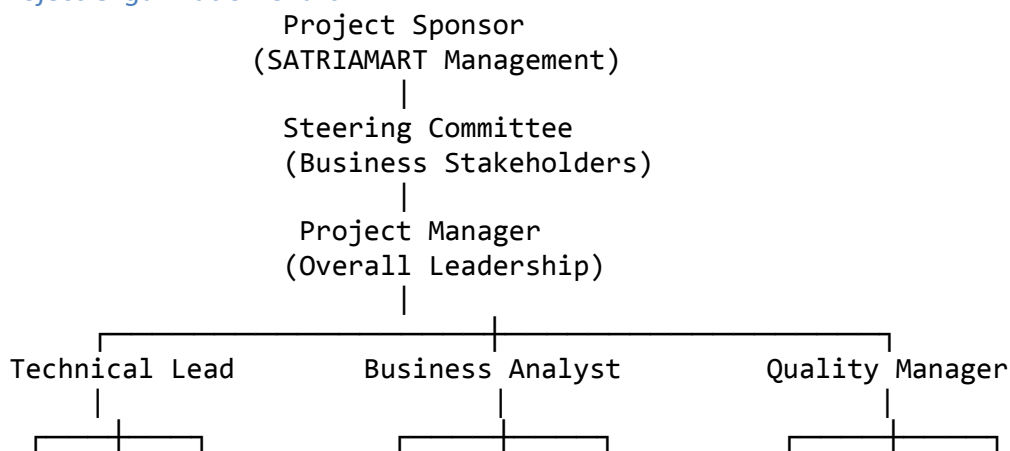 Project Sponsor
(SATRIAMART Management)
Steering Committee
(Business Stakeholders)
Project Manager
(Overall Leadership)
Technical Lead Business Analyst Quality Manager